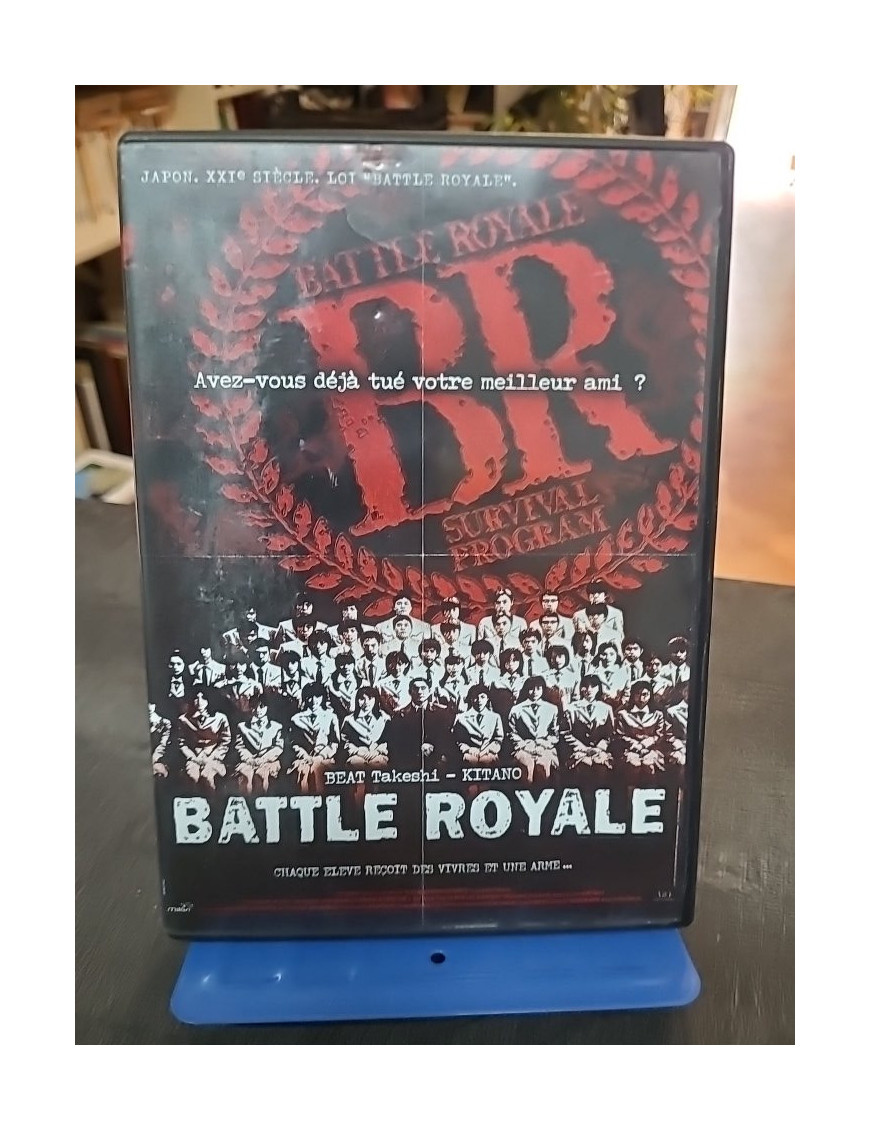 JAPON. XXIe SIÈCLE. LOI "BATTLE ROYALE".
BATTLE ROYALE
BR
Avez-vous déjà tué votre meilleur ami ?
SURVIVAL
PROGRAM
BEAT Takeshi - KITANO
BATTLE ROYALE
CHAQUE ELEVE REÇOIT DES VIVRES ET UNE ARME...